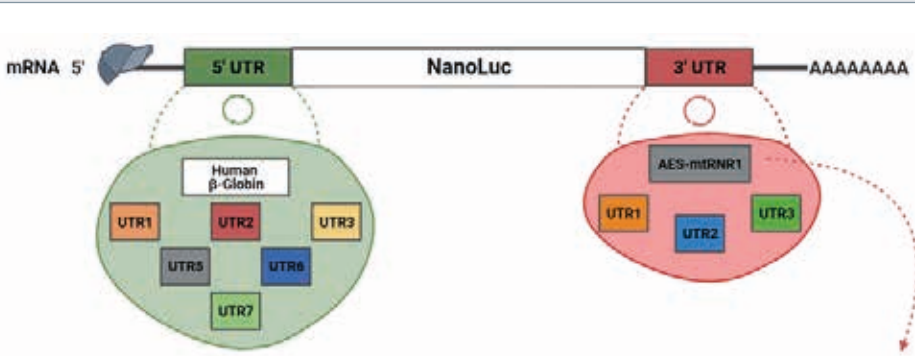 mRNA 5' 5' UTR NanoLuc 3' UTR AAAAAAAA
Human
β-Globin
UTR1 UTR2 UTR3
UTR5 UTR6
UTR7
AES-mtRNR1
UTR1 UTR2 UTR3